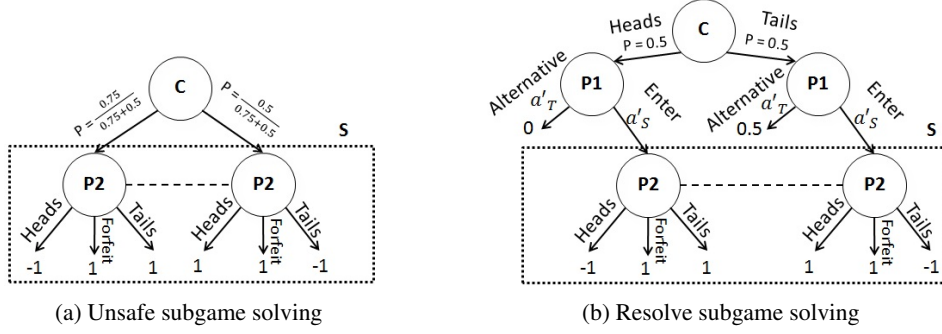 C
P = 0.75 / 0.75+0.5
P = 0.5 / 0.75+0.5
S
P2
P2
Heads
Forfeit
Tails
Heads
Forfeit
Tails
-1
1
1
1
1
-1
(a) Unsafe subgame solving
Heads
P = 0.5
C
Tails
P = 0.5
Alternative
a'T
0
P1
Enter
a'S
Alternative
a'T
0.5
P1
Enter
a'S
S
P2
P2
Heads
Forfeit
Tails
Heads
Forfeit
Tails
-1
1
1
1
1
-1
(b) Resolve subgame solving